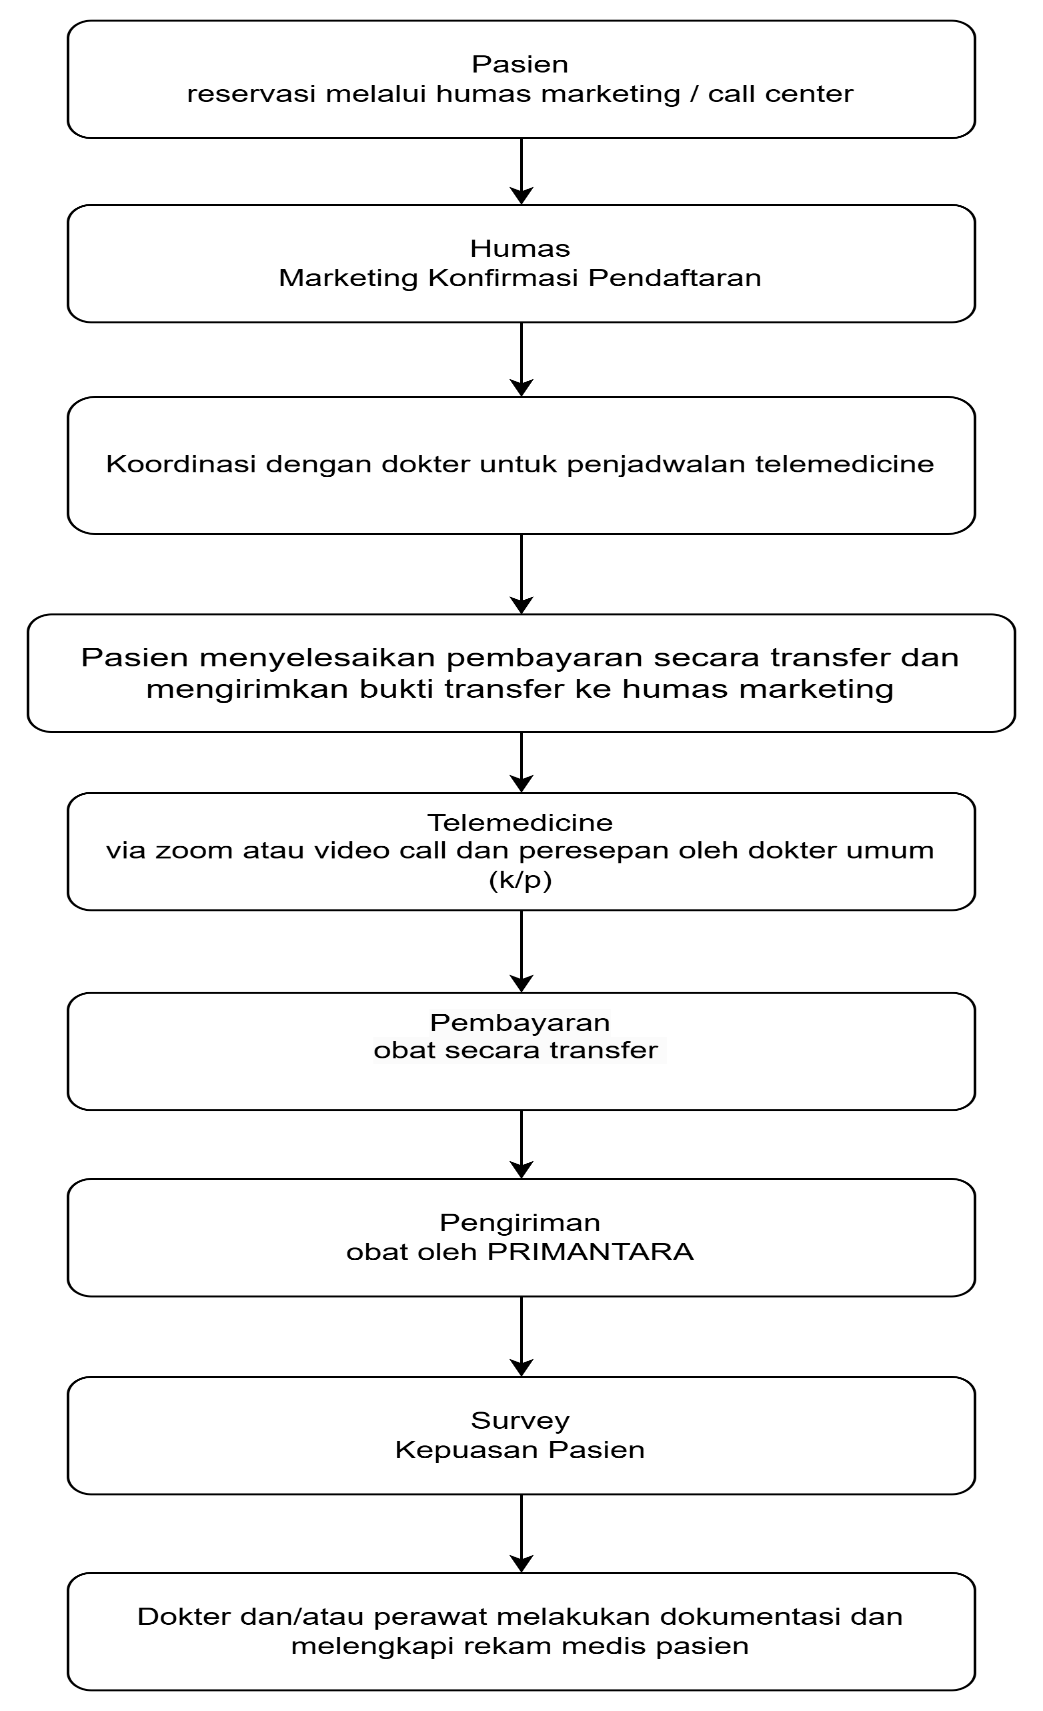 Pasien
reservasi melalui humas marketing / call center
Humas
Marketing Konfirmasi Pendaftaran
Koordinasi dengan dokter untuk penjadwalan telemedicine
Pasien menyelesaikan pembayaran secara transfer dan
mengirimkan bukti transfer ke humas marketing
Telemedicine
via zoom atau video call dan peresepan oleh dokter umum
(k/p)
Pembayaran
obat secara transfer
Pengiriman
obat oleh PRIMANTARA
Survey
Kepuasan Pasien
Dokter dan/atau perawat melakukan dokumentasi dan
melengkapi rekam medis pasien